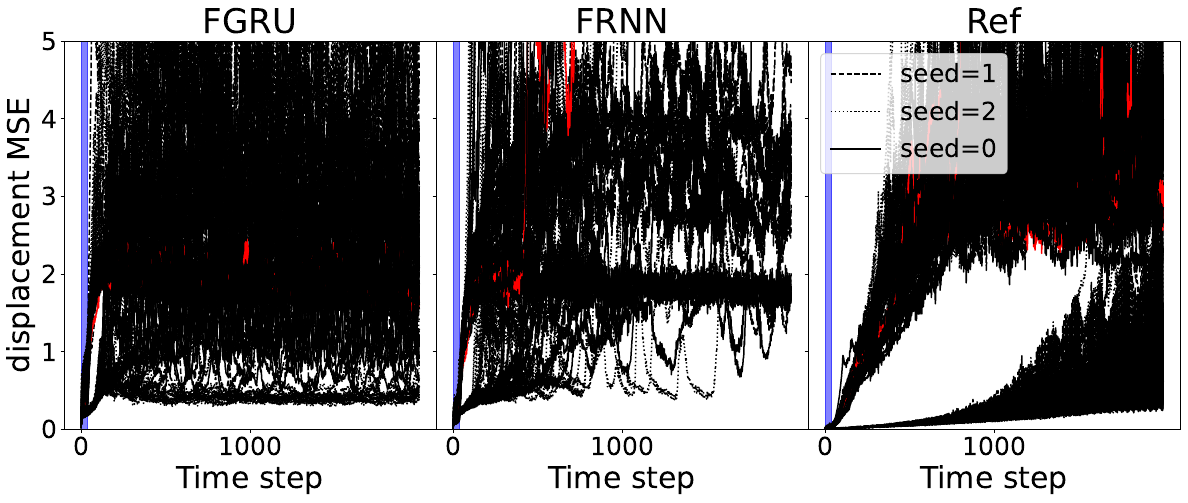 FGRU
FRNN
Ref
displacement MSE
5
4
3
2
1
0
seed=1
seed=2
seed=0
0
1000
0
1000
0
1000
Time step
Time step
Time step